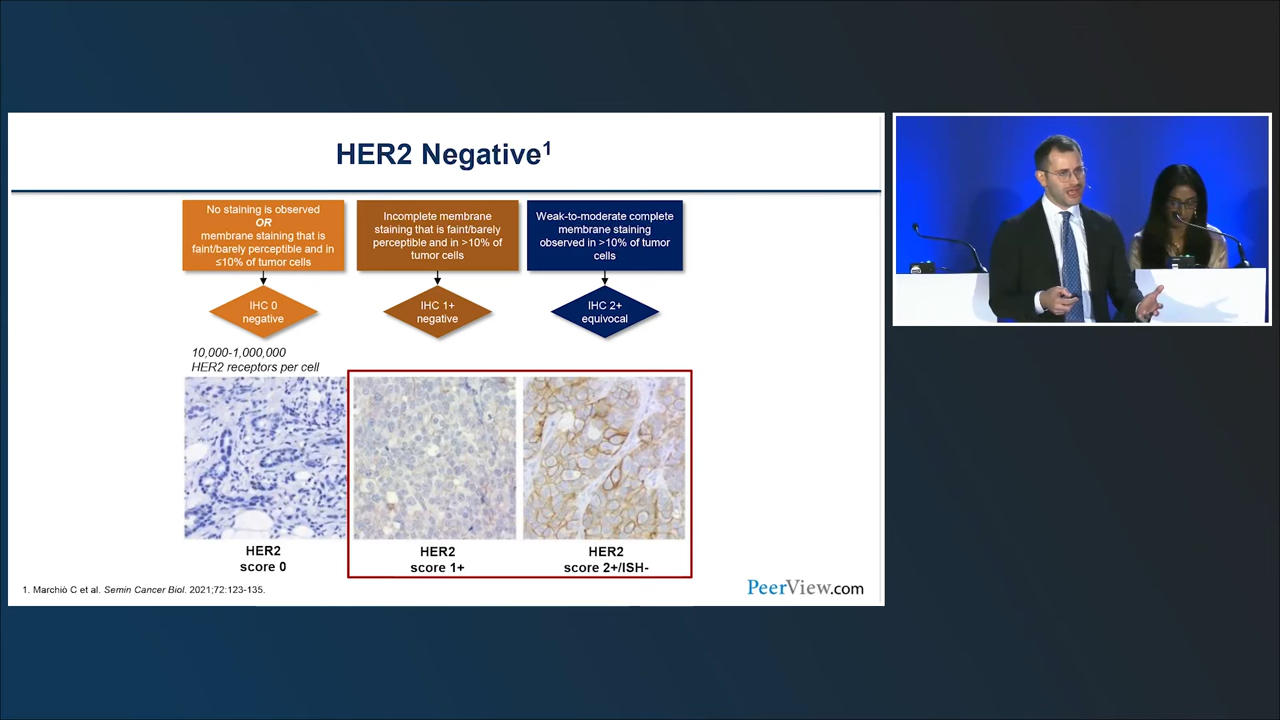 HER2 Negative1
No staining is observed
OR
membrane staining that is
faint/barely perceptible and in
≤10% of tumor cells
Incomplete membrane
staining that is faint/barely
perceptible and in >10% of
tumor cells
Weak-to-moderate complete
membrane staining
observed in >10% of tumor
cells
IHC 0
negative
IHC 1+
negative
IHC 2+
equivocal
10,000-1,000,000
HER2 receptors per cell
HER2
score 0
HER2
score 1+
HER2
score 2+/ISH-
1. Marchiò C et al. Semin Cancer Biol. 2021;72:123-135.
PeerView.com